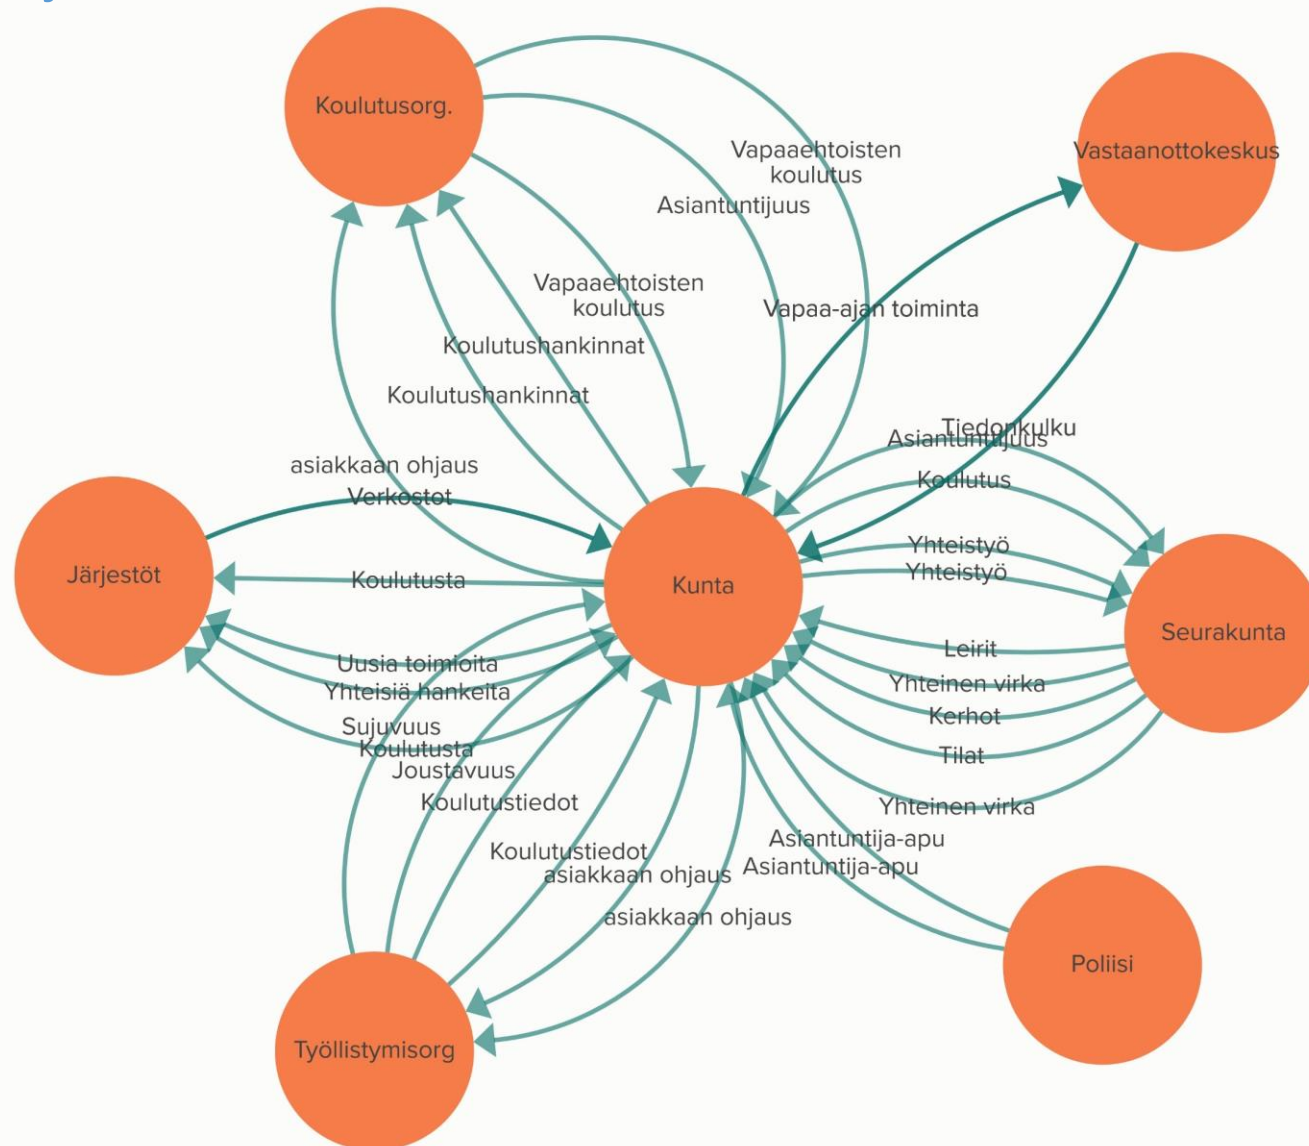 Koulutusorg.
Vastaanottokeskus
Vapaaehtoisten
koulutus
Asiantuntijuus
Vapaaehtoisten
koulutus
Vapaa-ajan toiminta
Koulutushankinnat
Koulutushankinnat
Tiedonkulku
Asiantuntijuus
asiakkaan ohjaus
Koulutus
Verkostot
Yhteistyö
Järjestöt
Koulutusta
Kunta
Yhteistyö
Seurakunta
Leirit
Uusia toimioita
Yhteisiä hankeita
Yhteinen virka
Kerhot
Sujuvuus
Koulutusta
Tilat
Joustavuus
Koulutustiedot
Yhteinen virka
Asiantuntija-apu
Koulutustiedot
Asiantuntija-apu
asiakkaan ohjaus
asiakkaan ohjaus
Poliisi
Työllistymisorg